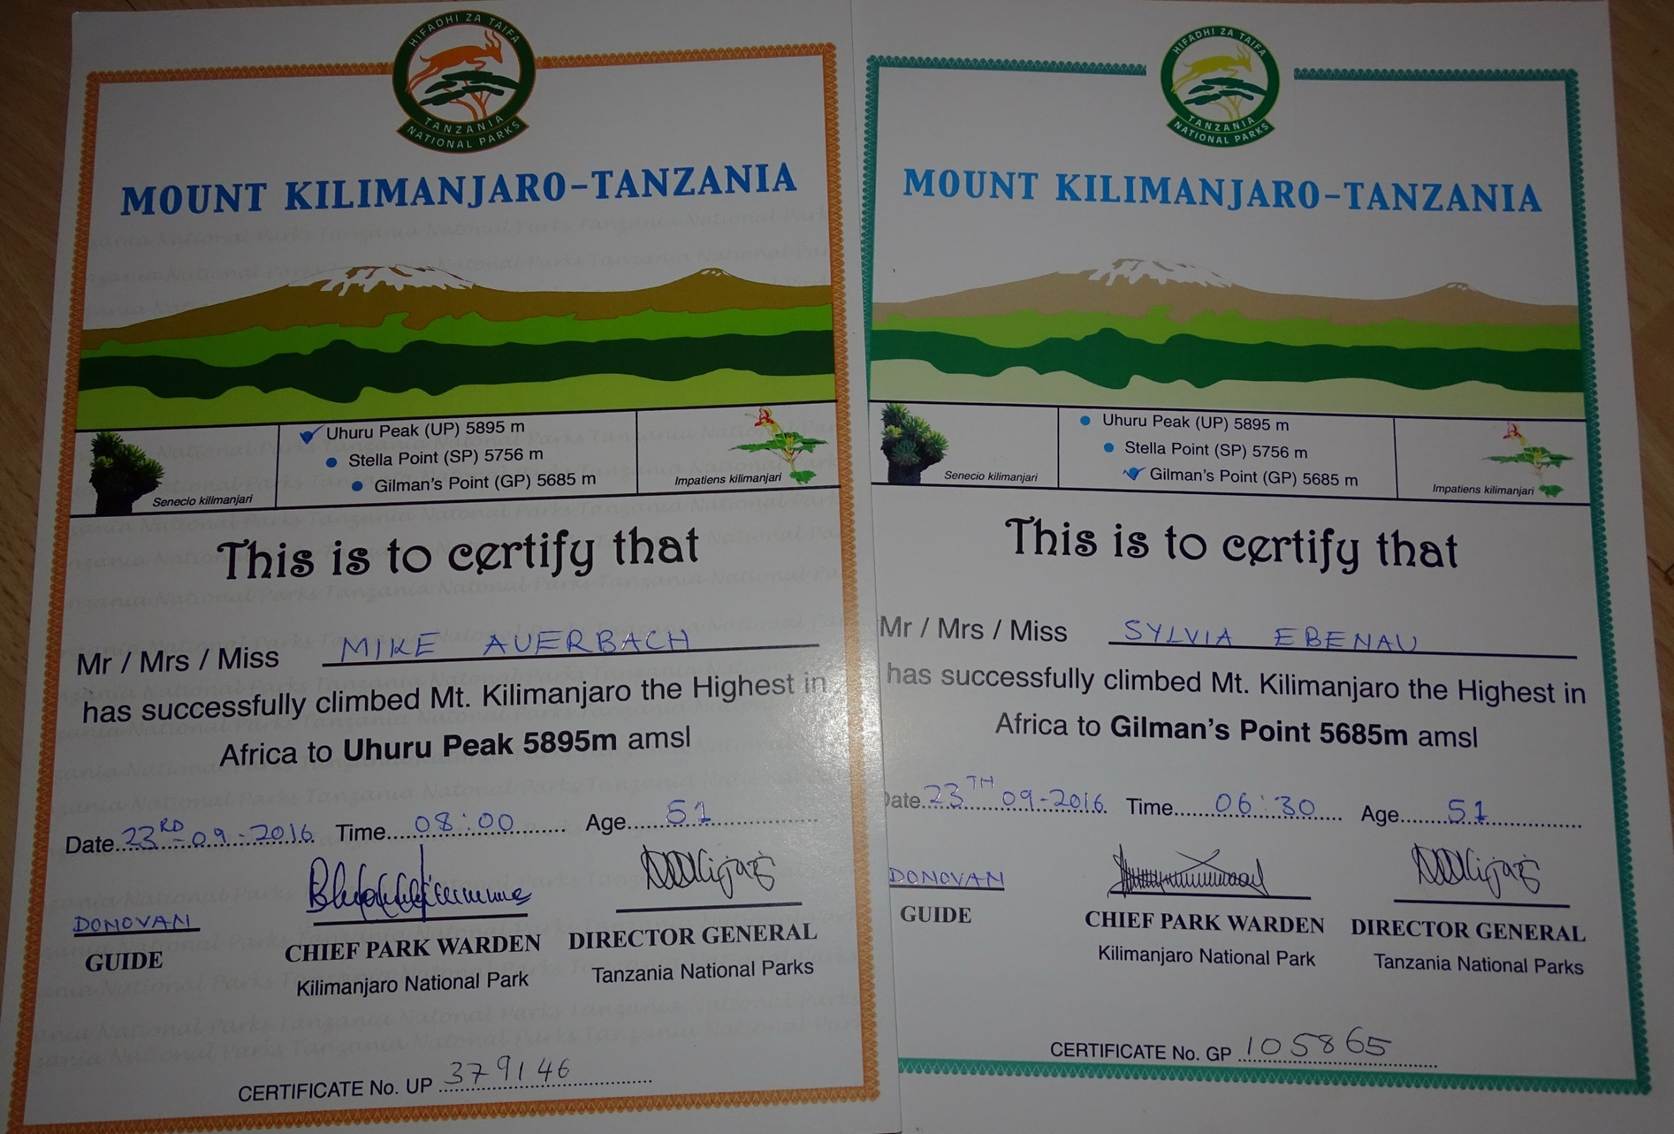 HIFADHI ZA TAIFA
TANZANIA
NATIONAL PARKS
MOUNT KILIMANJARO-TANZANIA
Uhuru Peak (UP) 5895 m
Stella Point (SP) 5756 m
Gilman's Point (GP) 5685 m
Senecio kilimanjari
Impatiens kilimanjari
This is to certify that
Mr / Mrs / Miss MIKE AUERBACH
has successfully climbed Mt. Kilimanjaro the Highest in
Africa to Uhuru Peak 5895m amsl
Date 23RD-09-2016 Time 08:00 Age 51
DONOVAN
GUIDE
CHIEF PARK WARDEN
Kilimanjaro National Park
DIRECTOR GENERAL
Tanzania National Parks
CERTIFICATE No. UP 379146
HIFADHI ZA TAIFA
TANZANIA
NATIONAL PARKS
MOUNT KILIMANJARO-TANZANIA
Uhuru Peak (UP) 5895 m
Stella Point (SP) 5756 m
Gilman's Point (GP) 5685 m
Senecio kilimanjari
Impatiens kilimanjari
This is to certify that
Mr / Mrs / Miss SYLVIA EBENAU
has successfully climbed Mt. Kilimanjaro the Highest in
Africa to Gilman's Point 5685m amsl
Date 23TH 09-2016 Time 06:30 Age 51
DONOVAN
GUIDE
CHIEF PARK WARDEN
Kilimanjaro National Park
DIRECTOR GENERAL
Tanzania National Parks
CERTIFICATE No. GP 105865